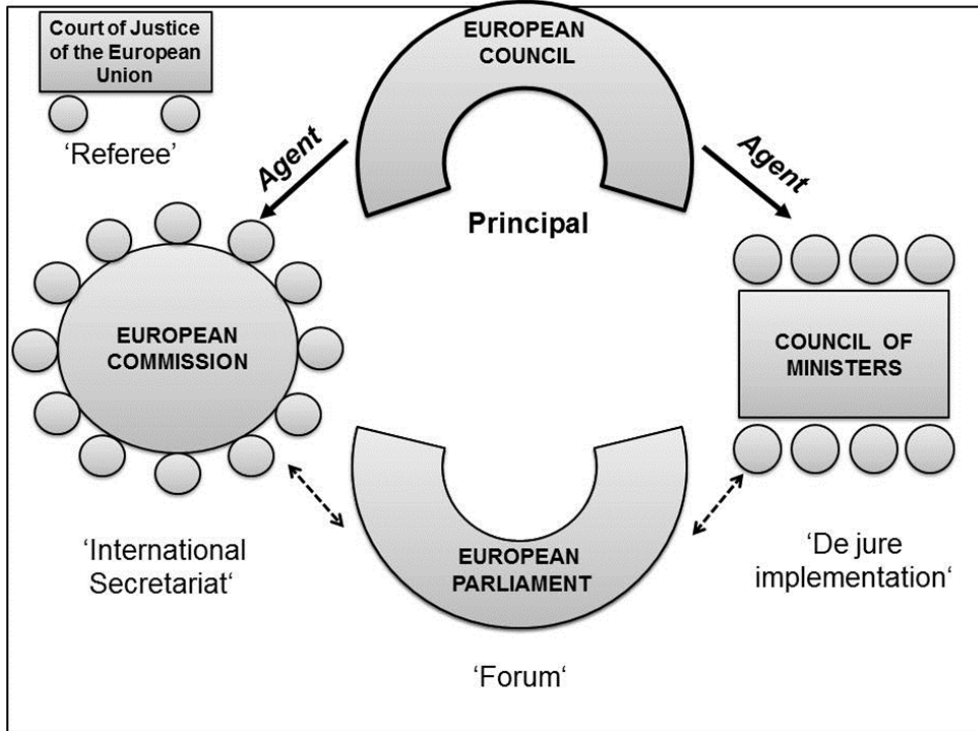 Court of Justice
of the European
Union
‘Referee’
EUROPEAN
COUNCIL
Agent
Agent
Principal
EUROPEAN
COMMISSION
COUNCIL OF
MINISTERS
EUROPEAN
PARLIAMENT
‘International
Secretariat‘
‘De jure
implementation‘
‘Forum‘